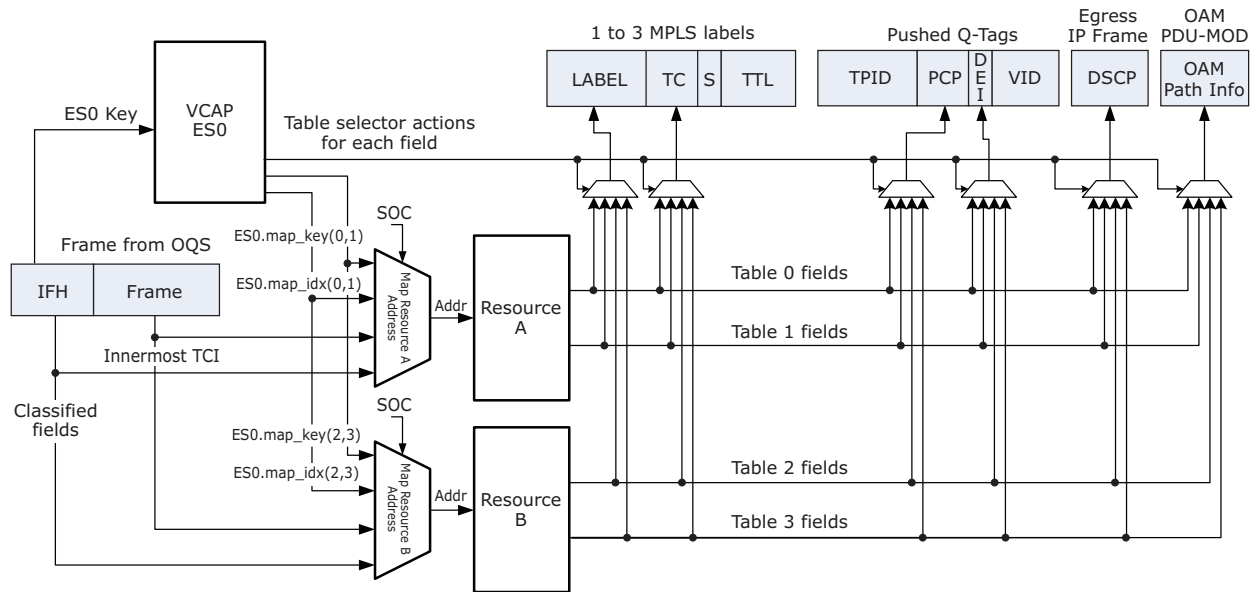 1 to 3 MPLS labels
Pushed Q-Tags
Egress
IP Frame
OAM
PDU-MOD
LABEL
TC
S
TTL
TPID
PCP
DEI
VID
DSCP
OAM
Path Info
VCAP
ES0
ES0 Key
Table selector actions
for each field
SOC
ES0.map_key(0,1)
Frame from OQS
IFH
Frame
ES0.map_idx(0,1)
Map Resource A
Address
Addr
Resource
A
Table 0 fields
Table 1 fields
Innermost TCI
Classified
fields
SOC
ES0.map_key(2,3)
ES0.map_idx(2,3)
Map Resource B
Address
Addr
Resource
B
Table 2 fields
Table 3 fields